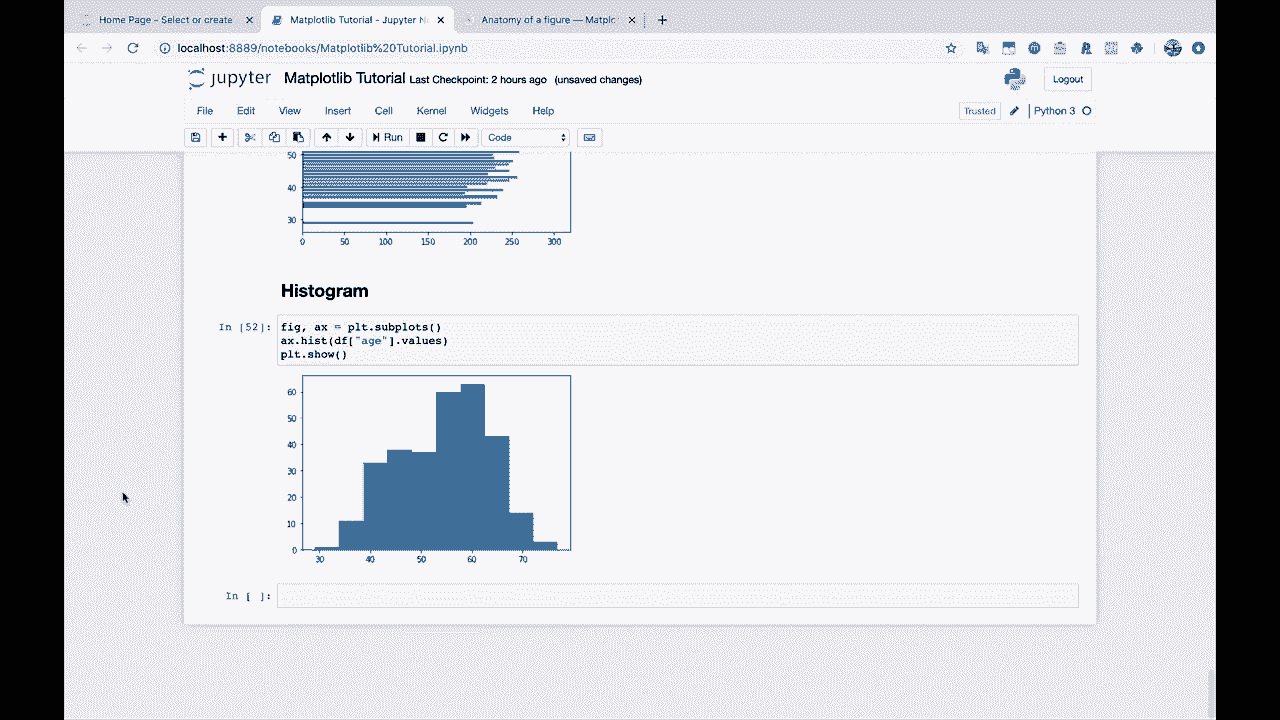 Home Page - Select or create
Matplotlib Tutorial - Jupyter N
Anatomy of a figure — Matplo
localhost:8889/notebooks/Matplotlib%20Tutorial.ipynb
jupyter Matplotlib Tutorial Last Checkpoint: 2 hours ago (unsaved changes)
Logout
File Edit View Insert Cell Kernel Widgets Help
Trusted Python 3
Run Code
50
40
30
0 50 100 150 200 250 300
Histogram
In [52]: fig, ax = plt.subplots()
ax.hist(df["age"].values)
plt.show()
60
50
40
30
20
10
0
30 40 50 60 70
In [ ]: